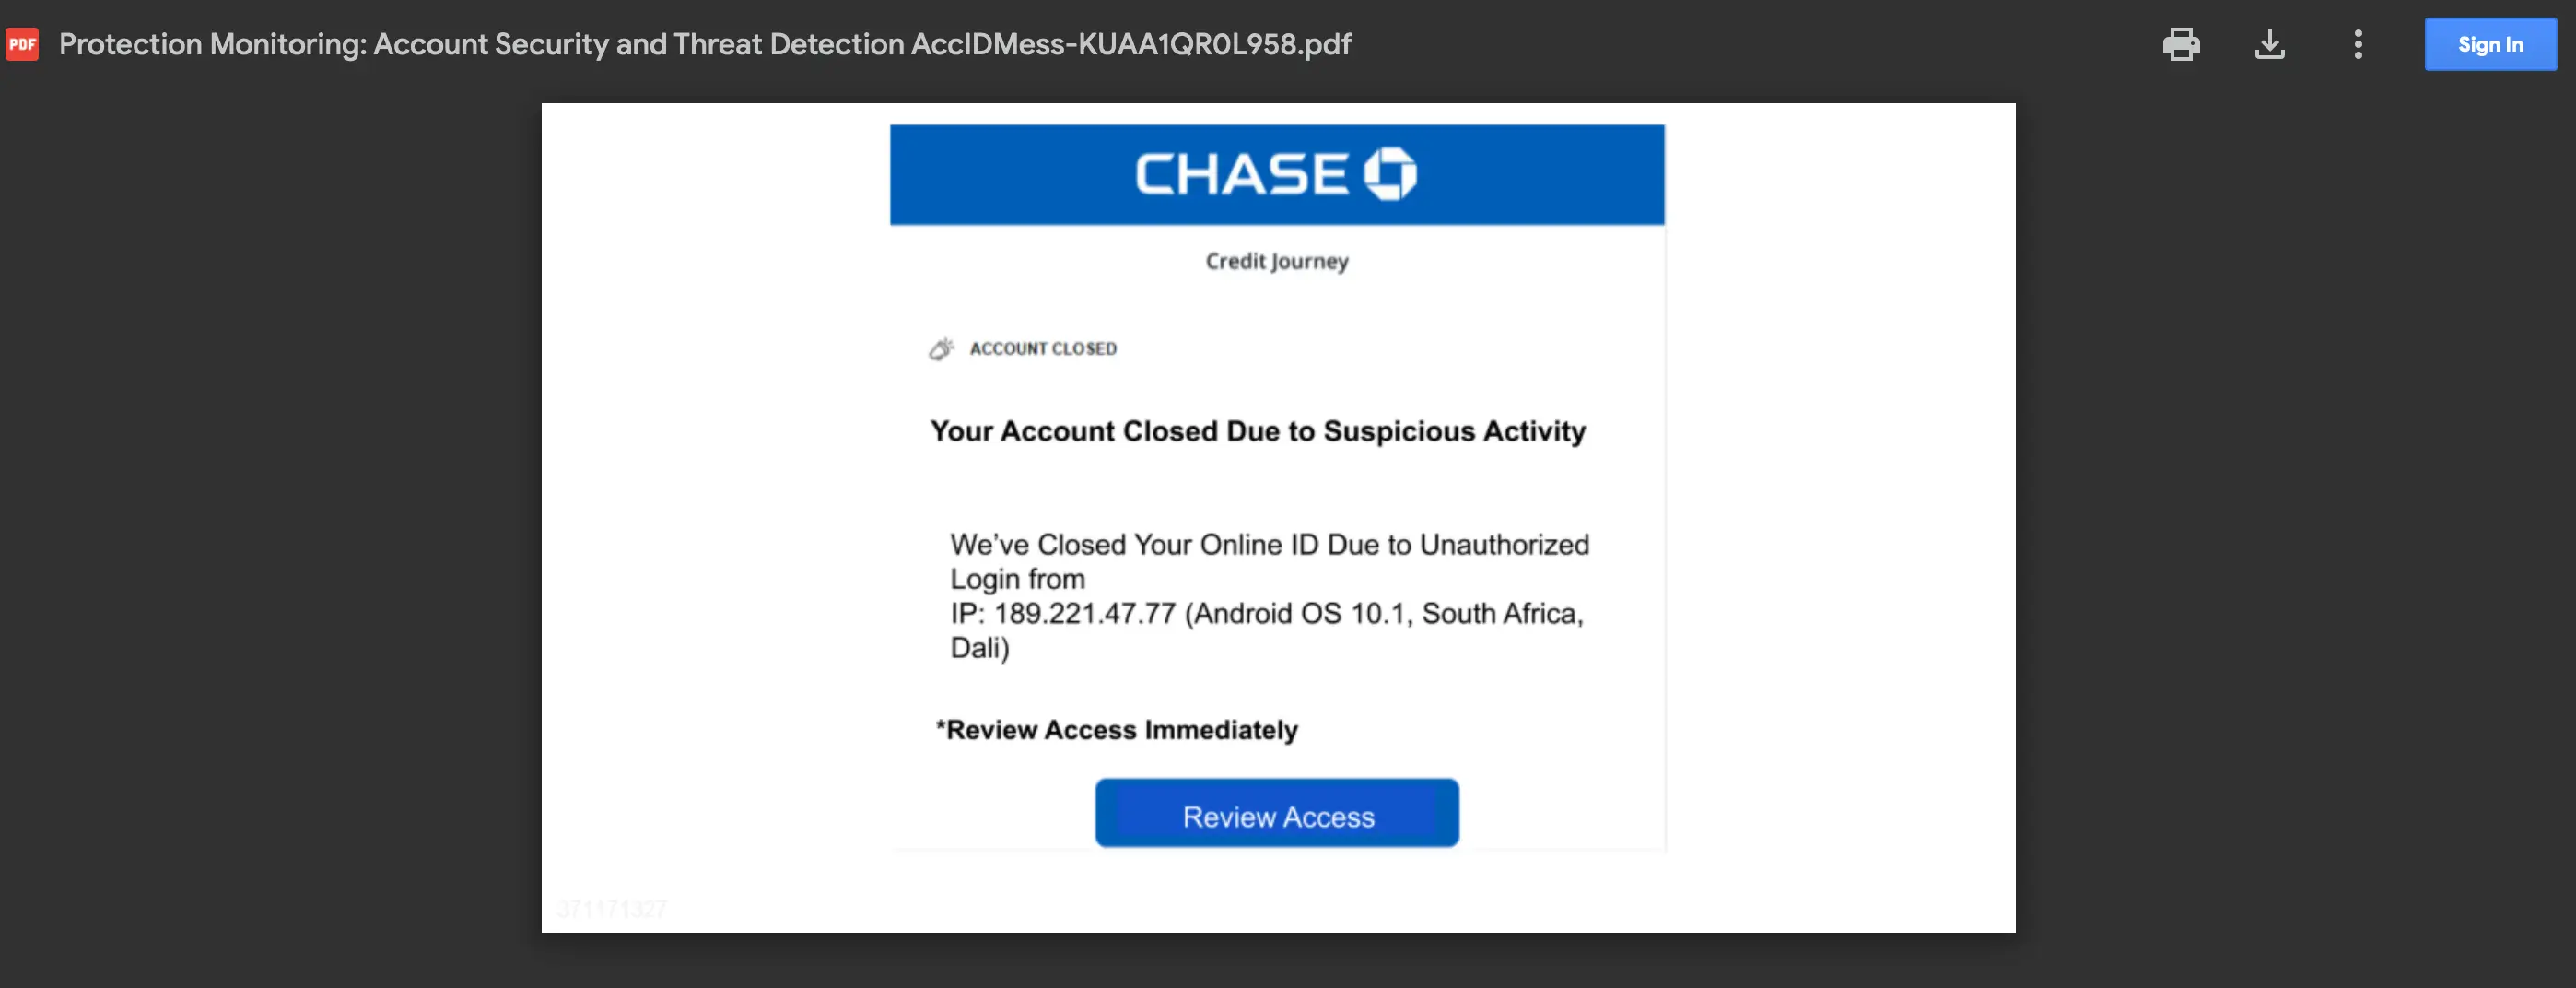 PDF Protection Monitoring: Account Security and Threat Detection AccIDMess-KUAA1QR0L958.pdf Sign In
CHASE
Credit Journey
ACCOUNT CLOSED
Your Account Closed Due to Suspicious Activity
We've Closed Your Online ID Due to Unauthorized
Login from
IP: 189.221.47.77 (Android OS 10.1, South Africa,
Dali)
*Review Access Immediately
Review Access
371171327